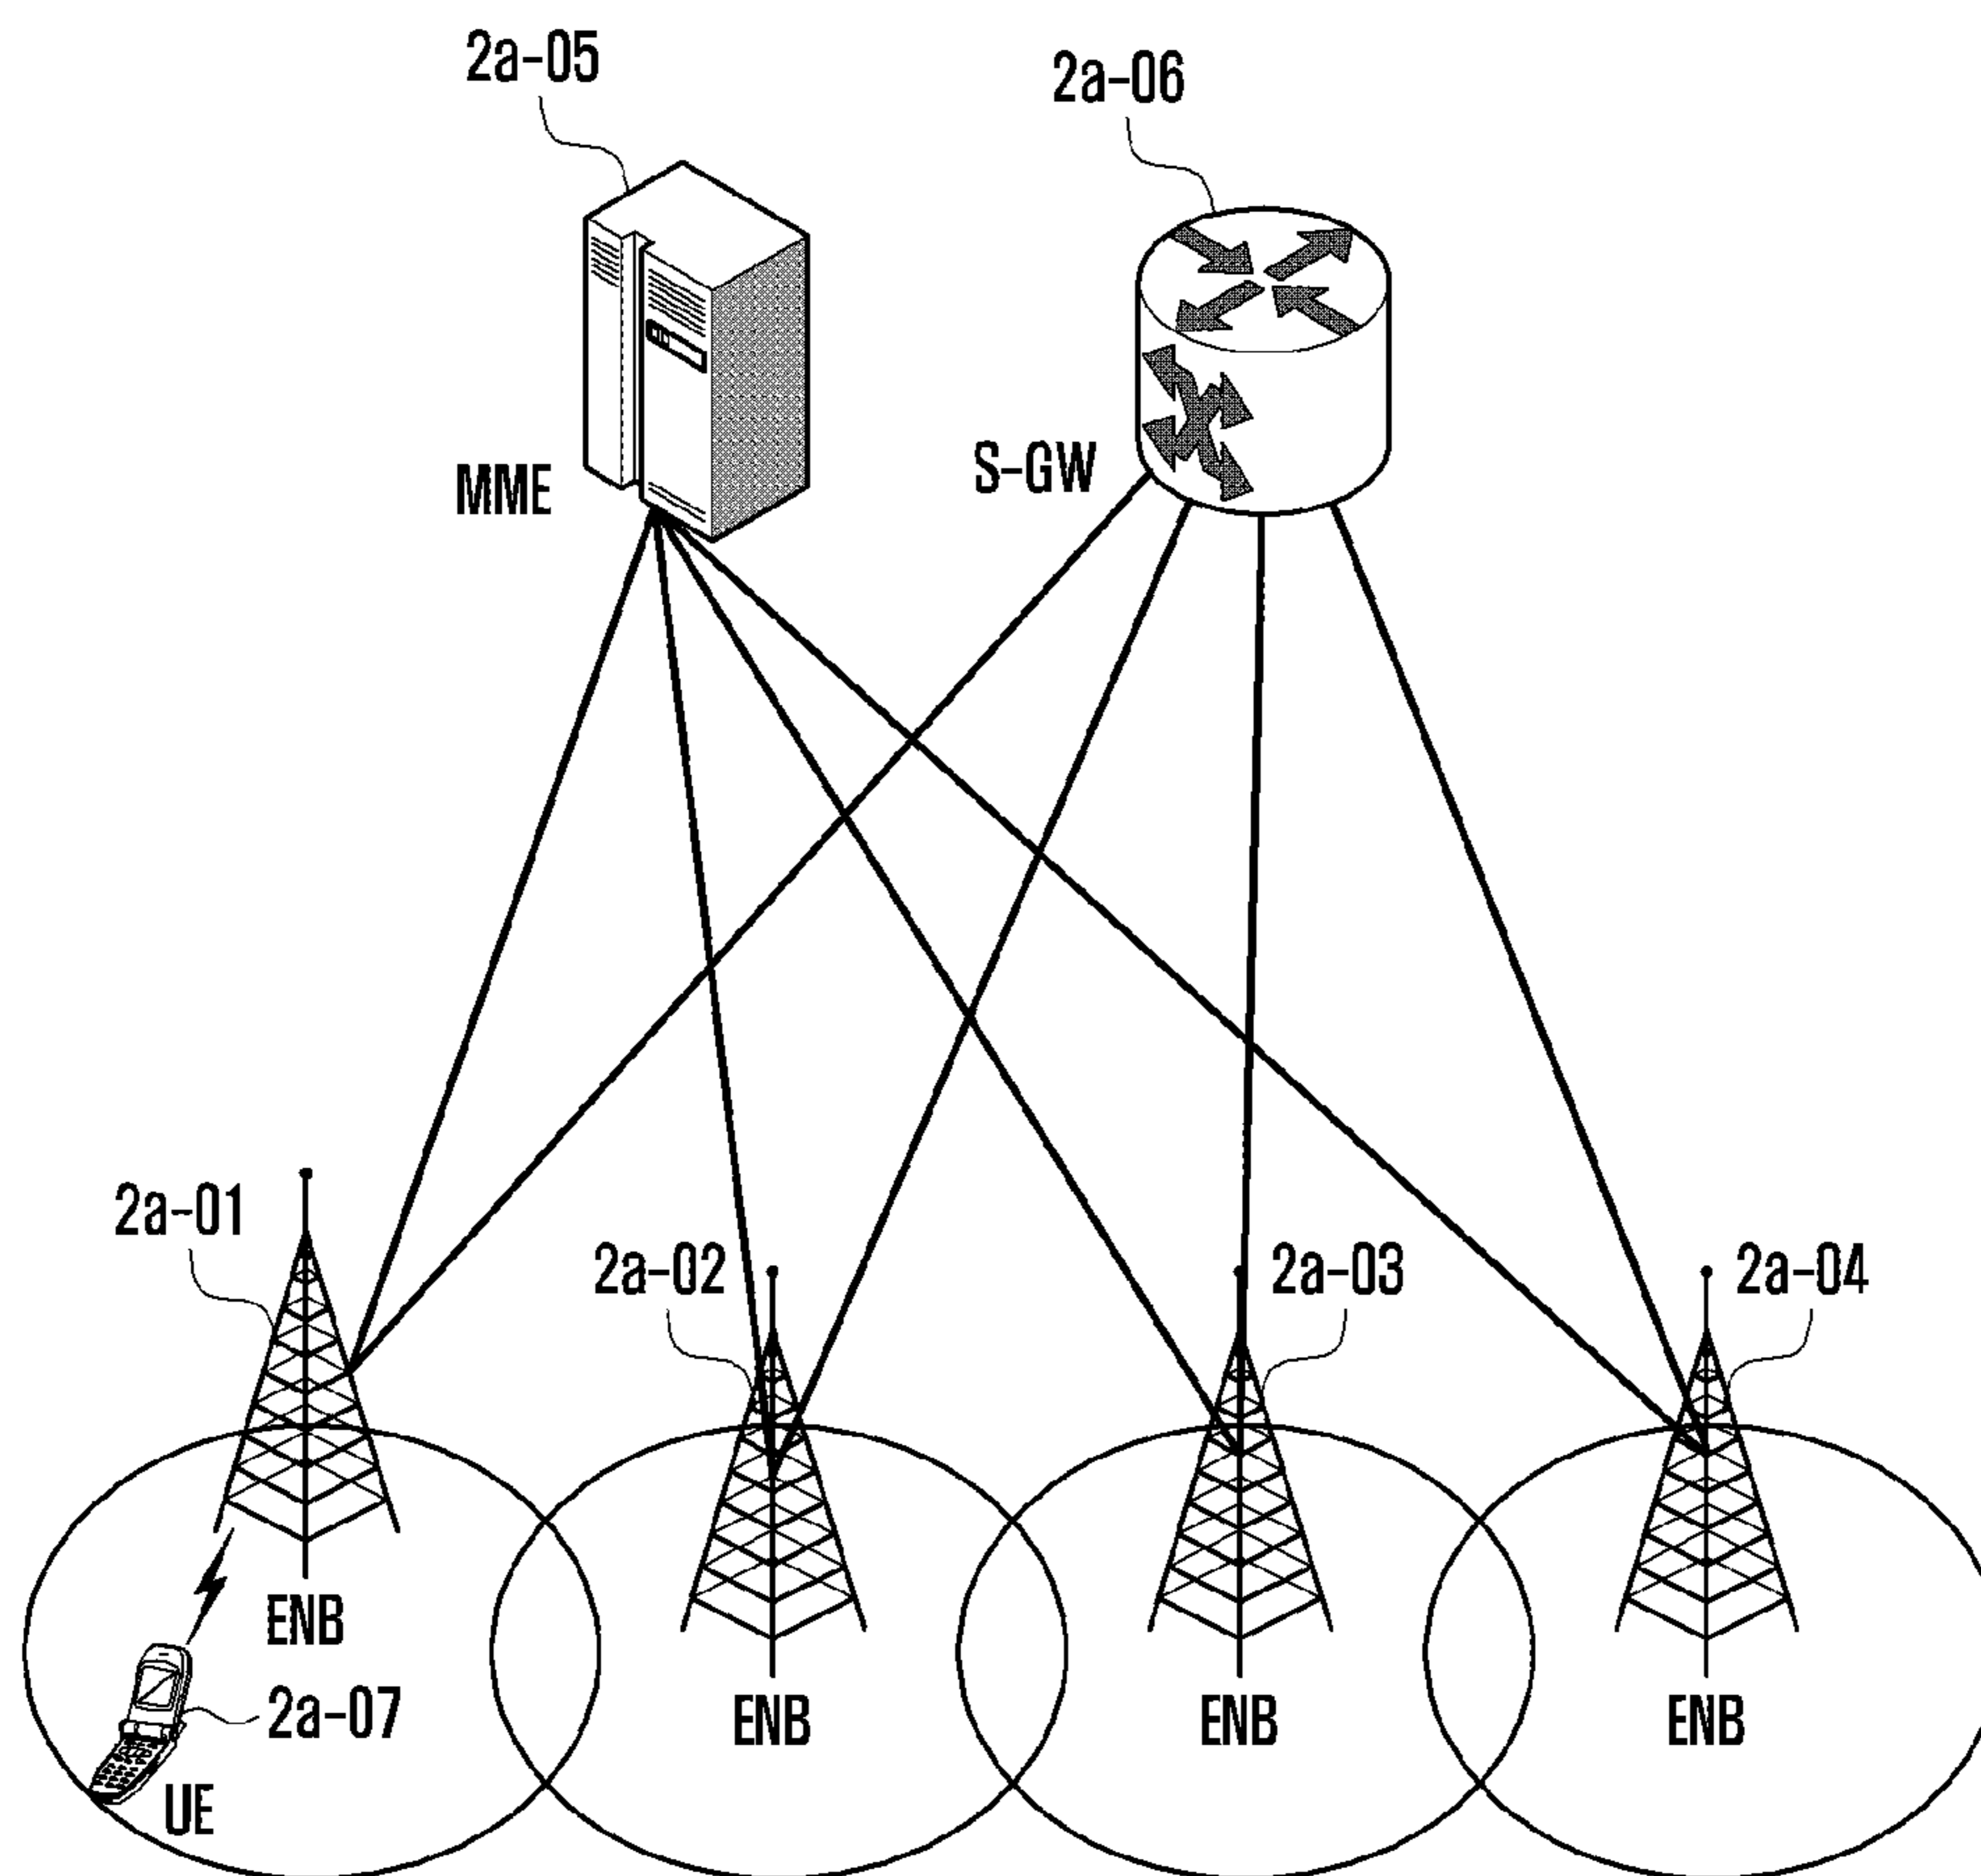 2a-05
2a-06
MME
S-GW
2a-01
2a-02
2a-03
2a-04
ENB
2a-07
ENB
ENB
ENB
UE